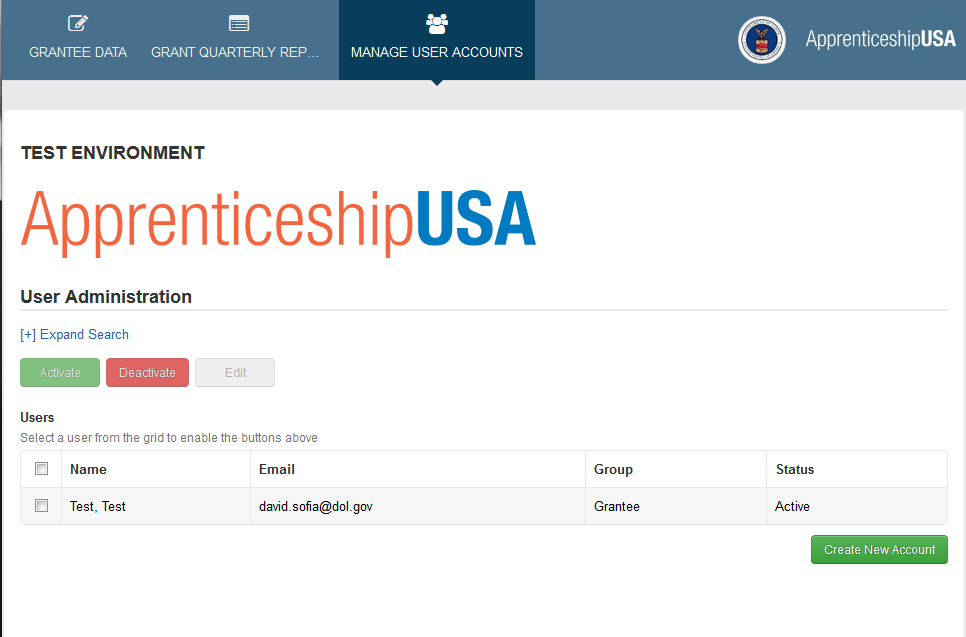 GRANTEE DATA
GRANT QUARTERLY REP...
MANAGE USER ACCOUNTS
ApprenticeshipUSA
TEST ENVIRONMENT
ApprenticeshipUSA
User Administration
[+] Expand Search
Activate Deactivate Edit
Users
Select a user from the grid to enable the buttons above
Name Email Group Status
Test, Test david.sofia@dol.gov Grantee Active
Create New Account